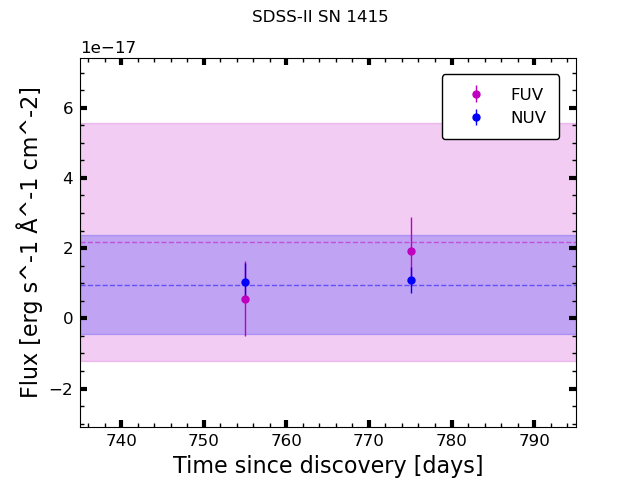 SDSS-II SN 1415
1e−17
FUV
NUV
6
4
2
0
−2
Flux [erg s^-1 Å^-1 cm^-2]
740 750 760 770 780 790
Time since discovery [days]